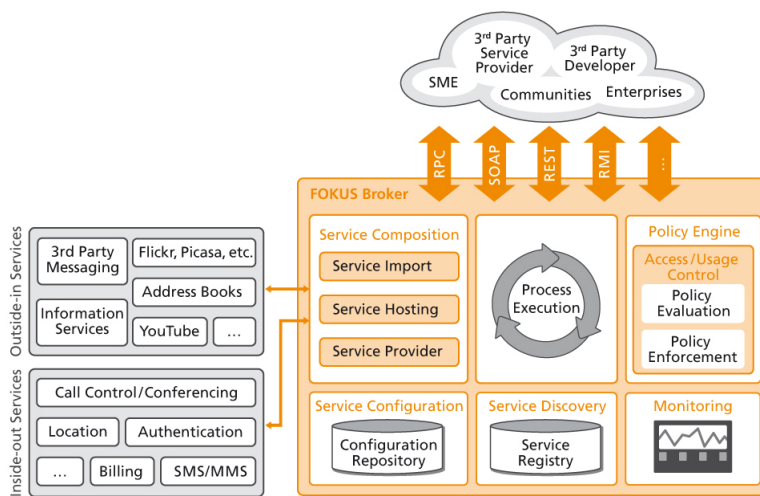 3rd Party
Service
Provider
3rd Party
Developer
SME
Communities
Enterprises
RPC
SOAP
REST
RMI
...
FOKUS Broker
Service Composition
Service Import
Service Hosting
Service Provider
Process
Execution
Policy Engine
Access/Usage
Control
Policy
Evaluation
Policy
Enforcement
Service Configuration
Configuration
Repository
Service Discovery
Service
Registry
Monitoring
Outside-in Services
3rd Party
Messaging
Flickr, Picasa, etc.
Address Books
Information
Services
YouTube
...
Inside-out Services
Call Control/Conferencing
Location
Authentication
...
Billing
SMS/MMS